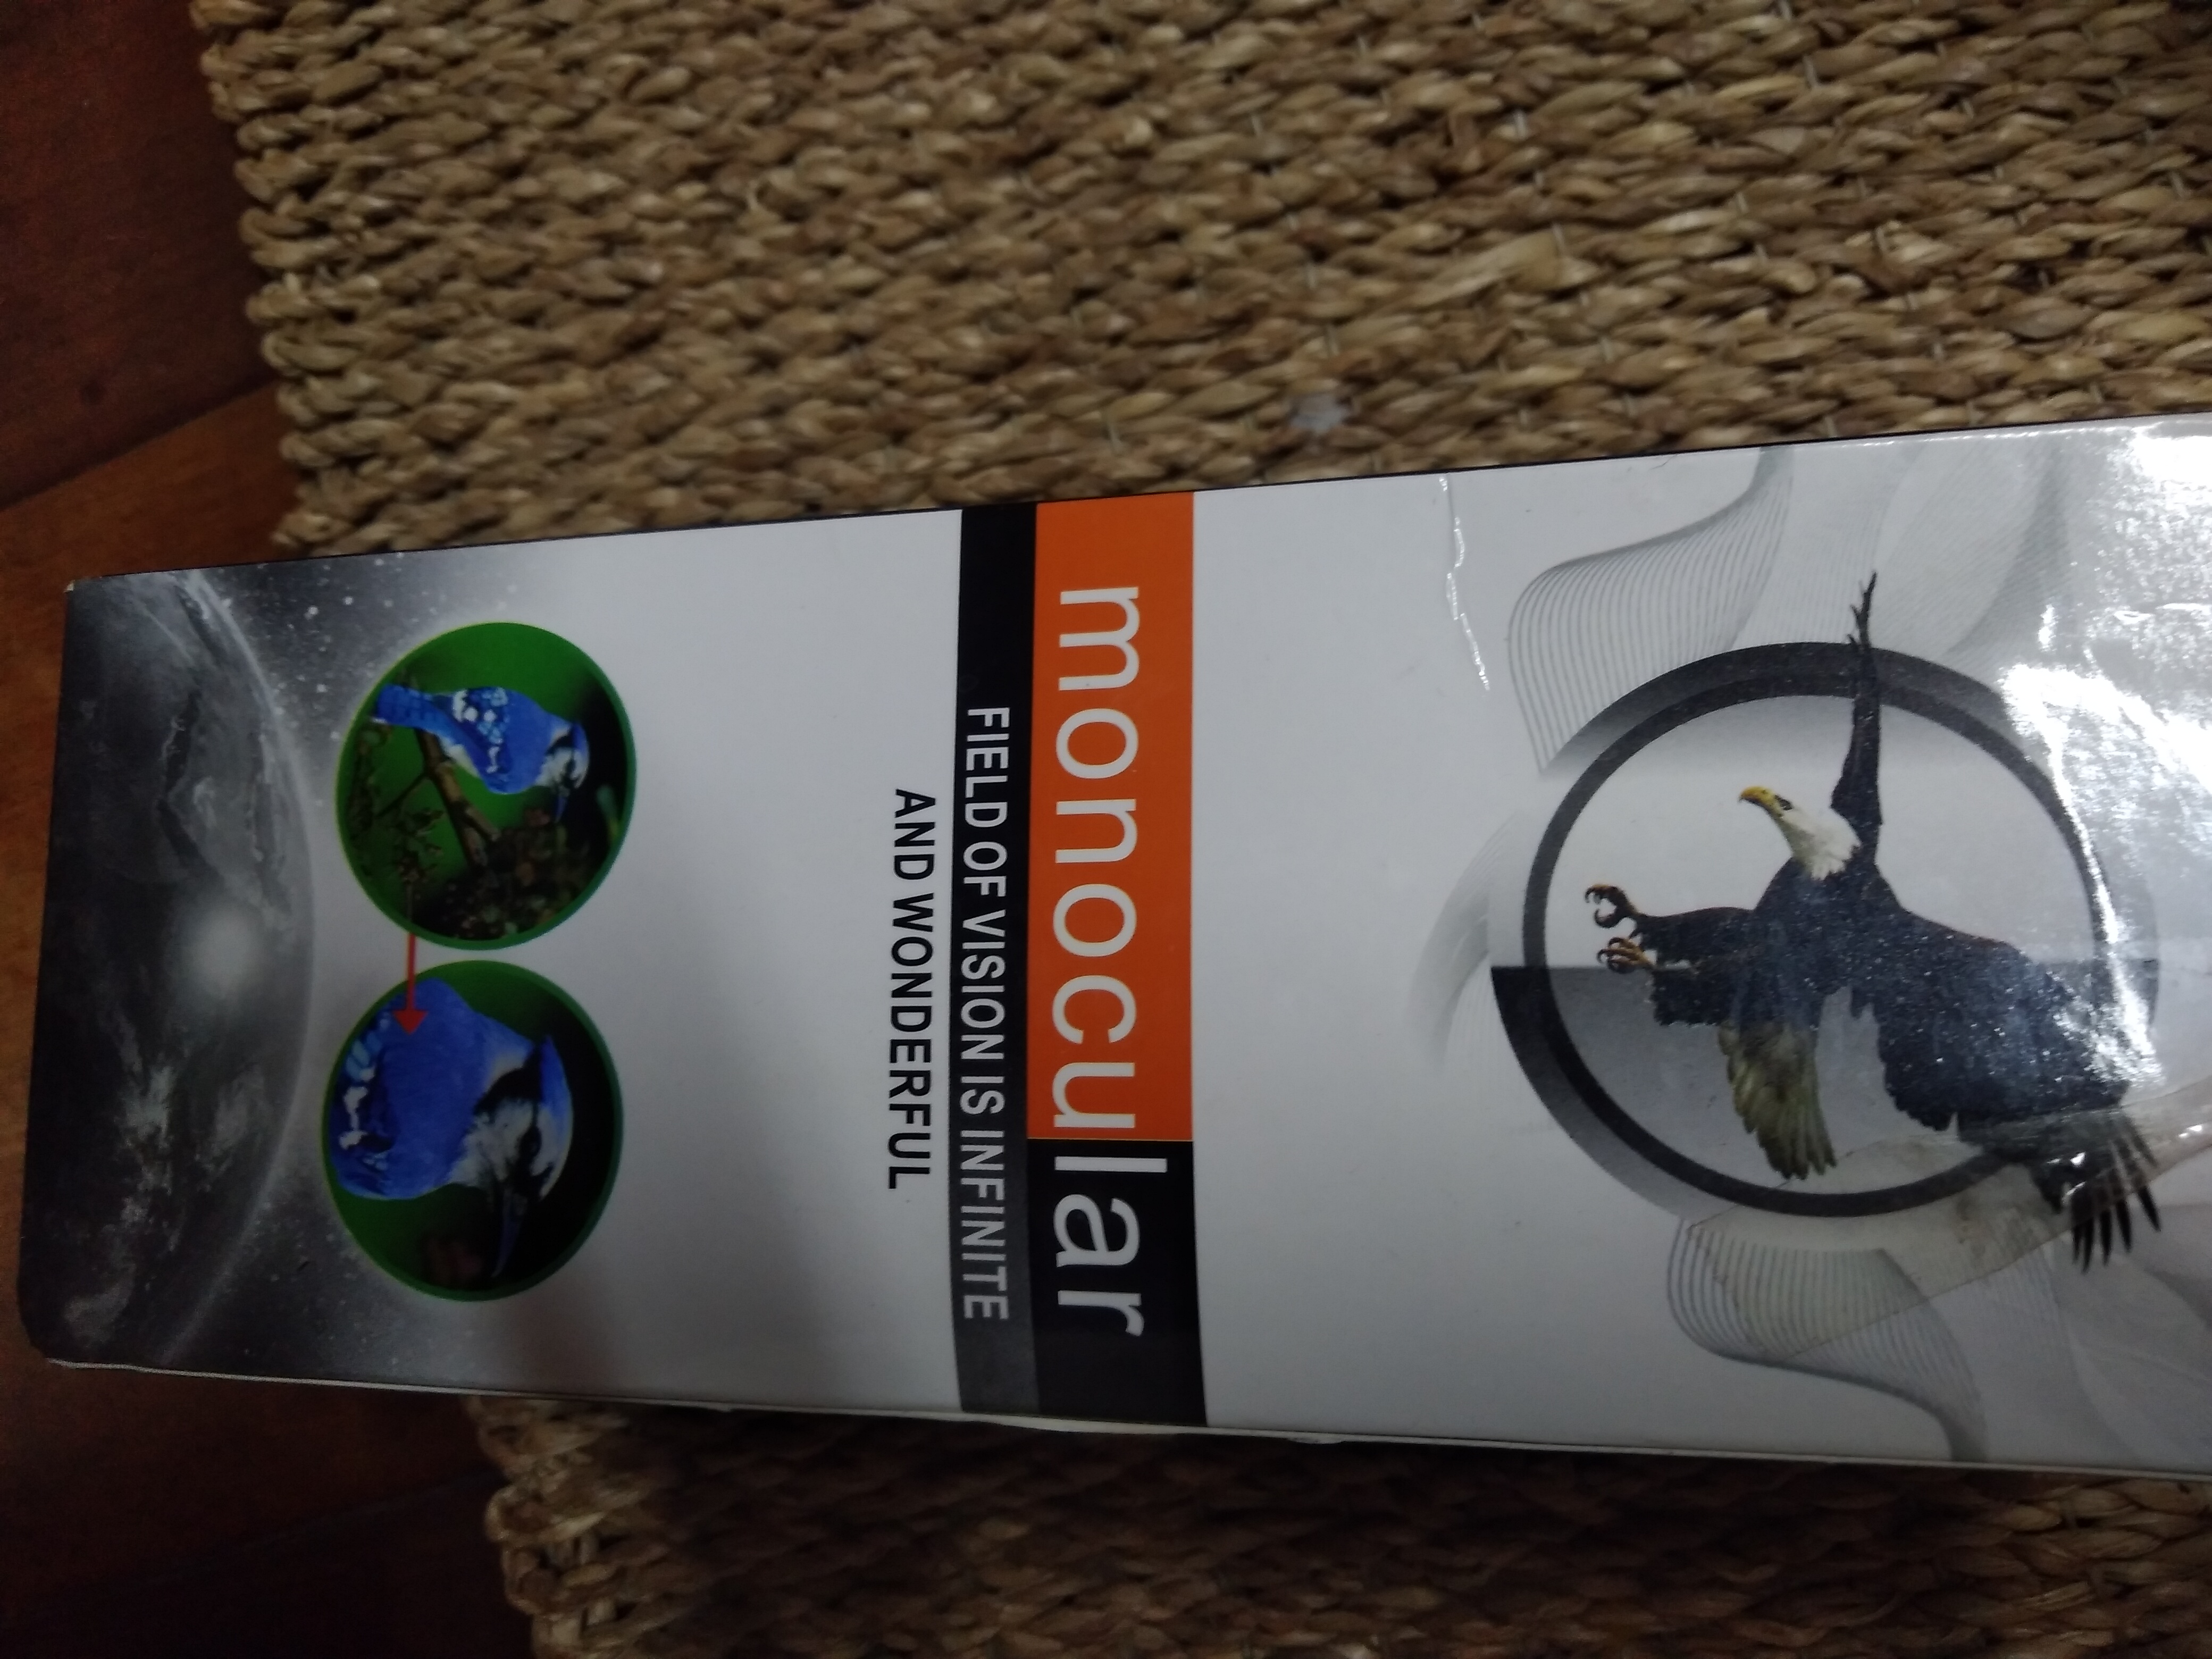 monocular
FIELD OF VISION IS INFINITE
AND WONDERFUL